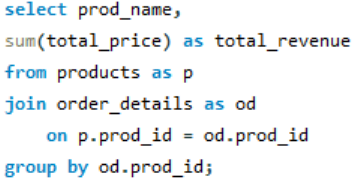 select prod_name,
sum(total_price) as total_revenue
from products as p
join order_details as od
    on p.prod_id = od.prod_id
group by od.prod_id;